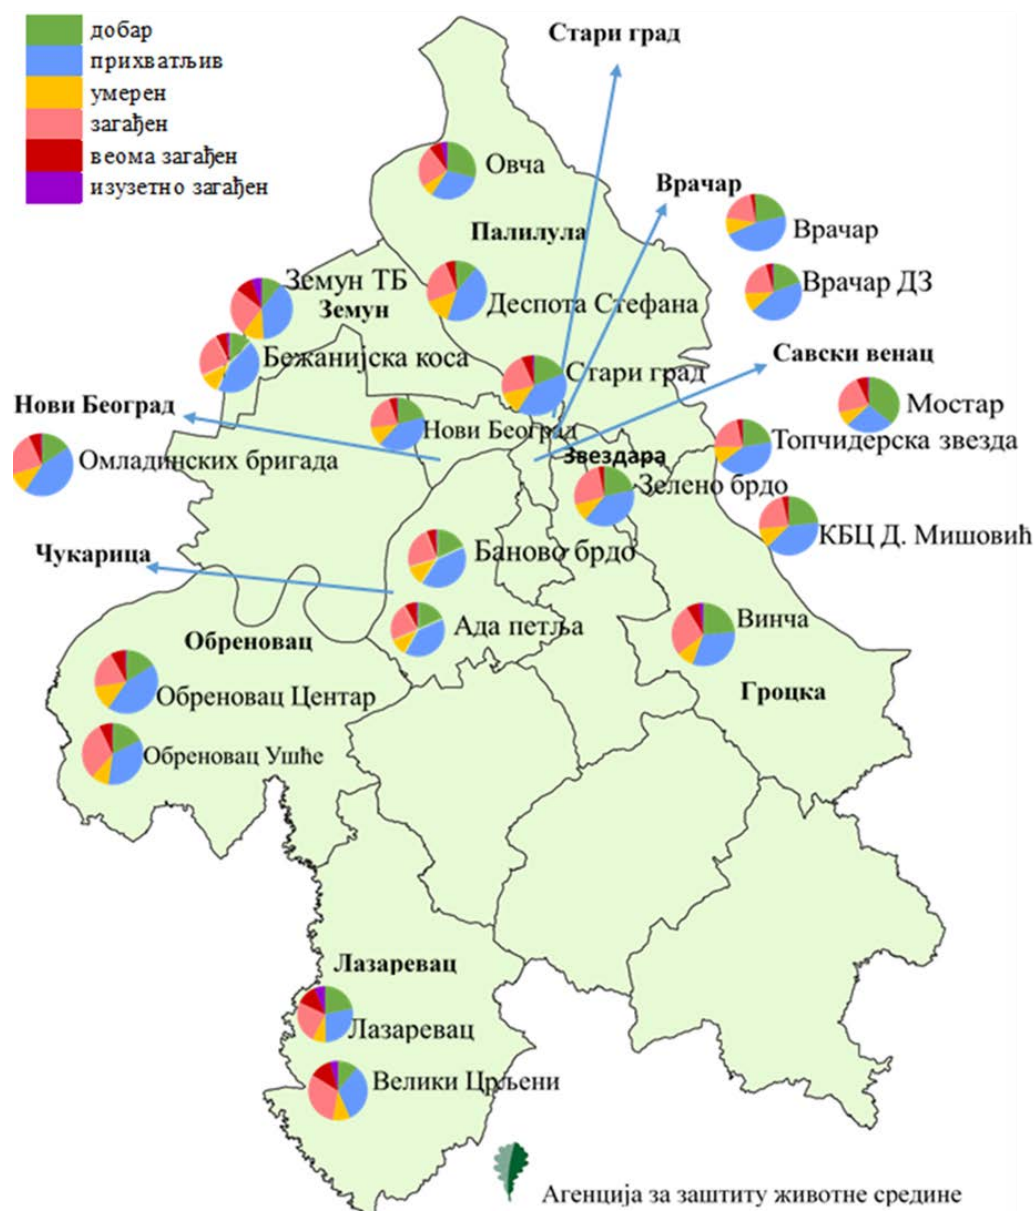 добар
прихватљив
умерен
загађен
веома загађен
изузетно загађен
Стари град
Овча
Врачар
Палилула
Врачар
Земун ТБ
Врачар ДЗ
Земун
Деспота Стефана
Бежанијска коса
Савски венац
Стари град
Нови Београд
Мостар
Нови Београд
Топчидерска звезда
Омладинских бригада
Звездара
Зелено брдо
КБЦ Д. Мишовић
Чукарица
Баново брдо
Винча
Ада петља
Обреновац
Гроцка
Обреновац Центар
Обреновац Ушће
Лазаревац
Лазаревац
Велики Црљени
Агенција за заштиту животне средине